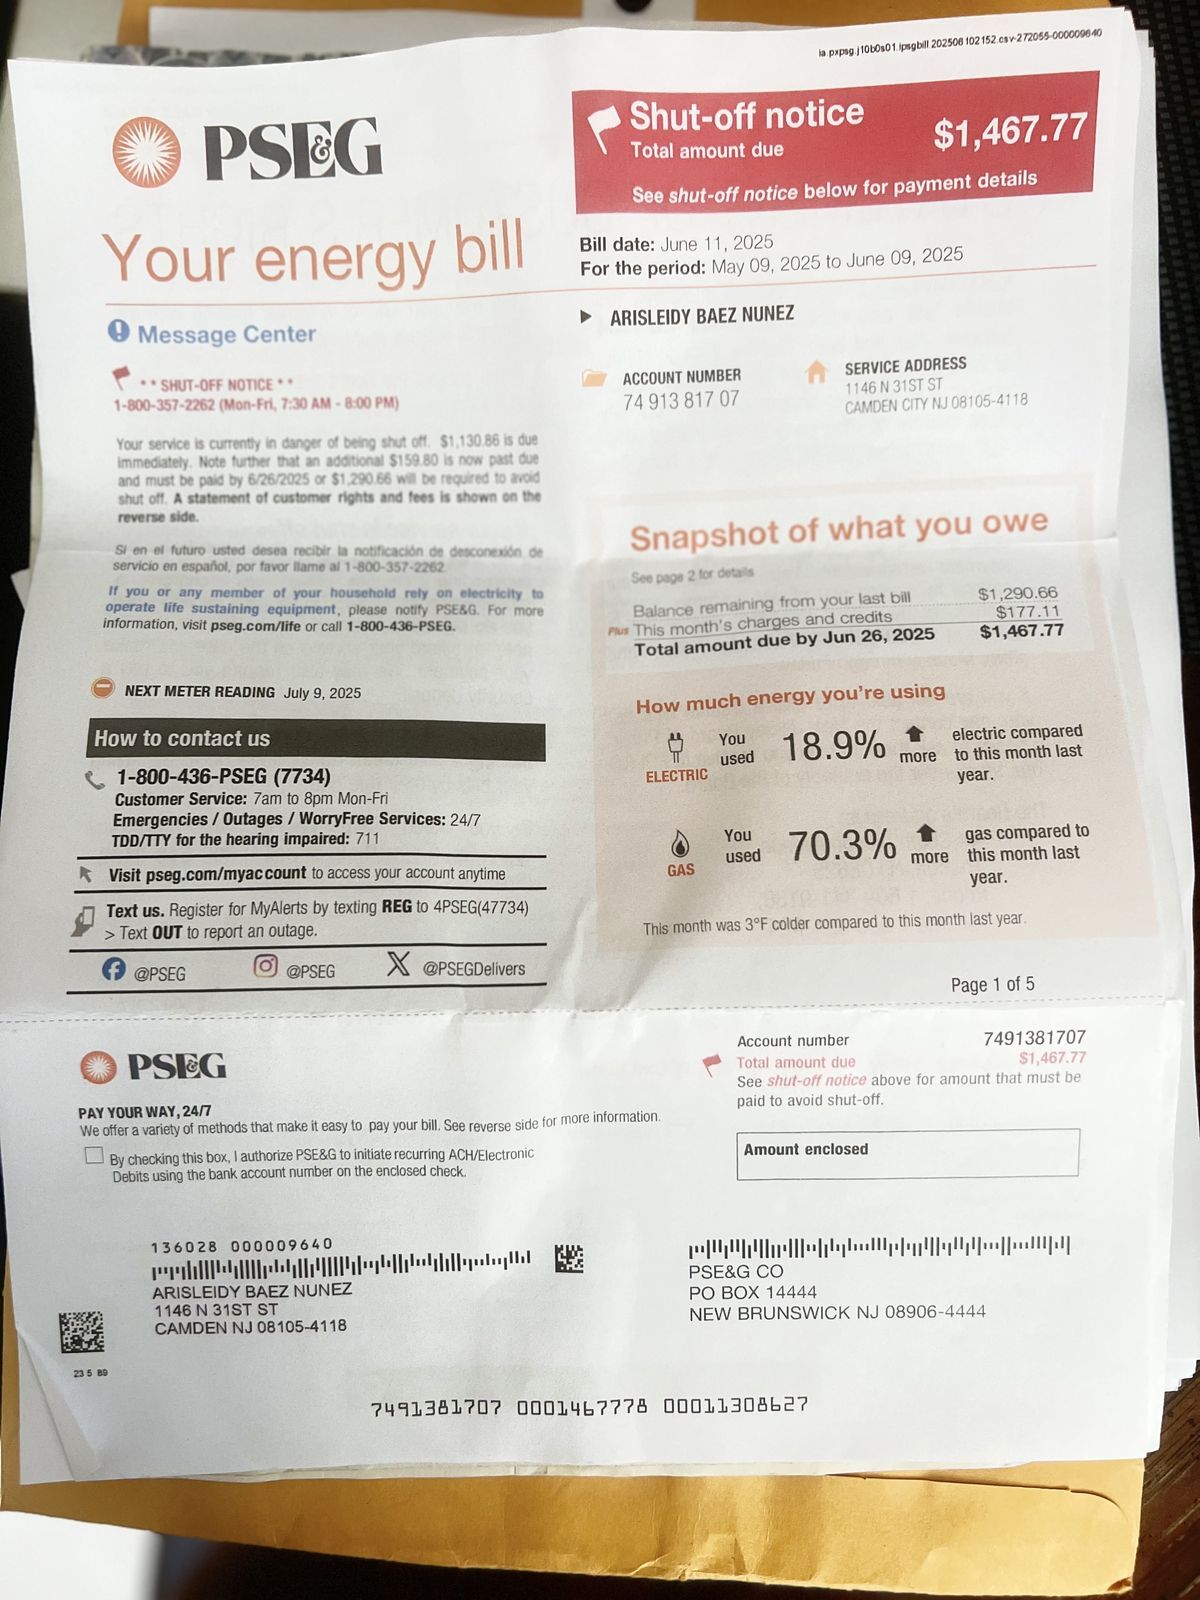 ia.pxpsg.j10b0s01.ipsgbill 202506102152.csv-272055-000009640
PSE&G
Shut-off notice
Total amount due
$1,467.77
See shut-off notice below for payment details
Your energy bill
Bill date: June 11, 2025
For the period: May 09, 2025 to June 09, 2025
Message Center
** SHUT-OFF NOTICE **
1-800-357-2262 (Mon-Fri, 7:30 AM - 8:00 PM)
Your service is currently in danger of being shut off. $1,130.86 is due
immediately. Note further that an additional $159.80 is now past due
and must be paid by 6/26/2025 or $1,290.66 will be required to avoid
shut off. A statement of customer rights and fees is shown on the
reverse side.
Si en el futuro usted desea recibir la notificación de desconexión de
servicio en español, por favor llame al 1-800-357-2262.
If you or any member of your household rely on electricity to
operate life sustaining equipment, please notify PSE&G. For more
information, visit pseg.com/life or call 1-800-436-PSEG.
NEXT METER READING July 9, 2025
How to contact us
1-800-436-PSEG (7734)
Customer Service: 7am to 8pm Mon-Fri
Emergencies / Outages / WorryFree Services: 24/7
TDD/TTY for the hearing impaired: 711
Visit pseg.com/myaccount to access your account anytime
Text us. Register for MyAlerts by texting REG to 4PSEG(47734)
> Text OUT to report an outage.
@PSEG @PSEG @PSEGDelivers
ARISLEIDY BAEZ NUNEZ
ACCOUNT NUMBER
74 913 817 07
SERVICE ADDRESS
1146 N 31ST ST
CAMDEN CITY NJ 08105-4118
Snapshot of what you owe
See page 2 for details
Balance remaining from your last bill $1,290.66
Plus This month's charges and credits $177.11
Total amount due by Jun 26, 2025 $1,467.77
How much energy you're using
ELECTRIC
You
used
18.9%
more
electric compared
to this month last
year.
GAS
You
used
70.3%
more
gas compared to
this month last
year.
This month was 3°F colder compared to this month last year.
Page 1 of 5
PSE&G
PAY YOUR WAY, 24/7
We offer a variety of methods that make it easy to pay your bill. See reverse side for more information.
By checking this box, I authorize PSE&G to initiate recurring ACH/Electronic
Debits using the bank account number on the enclosed check.
Account number 7491381707
Total amount due $1,467.77
See shut-off notice above for amount that must be
paid to avoid shut-off.
Amount enclosed
136028 000009640
ARISLEIDY BAEZ NUNEZ
1146 N 31ST ST
CAMDEN NJ 08105-4118
PSE&G CO
PO BOX 14444
NEW BRUNSWICK NJ 08906-4444
23 5 89
7491381707 0001467778 00011308627